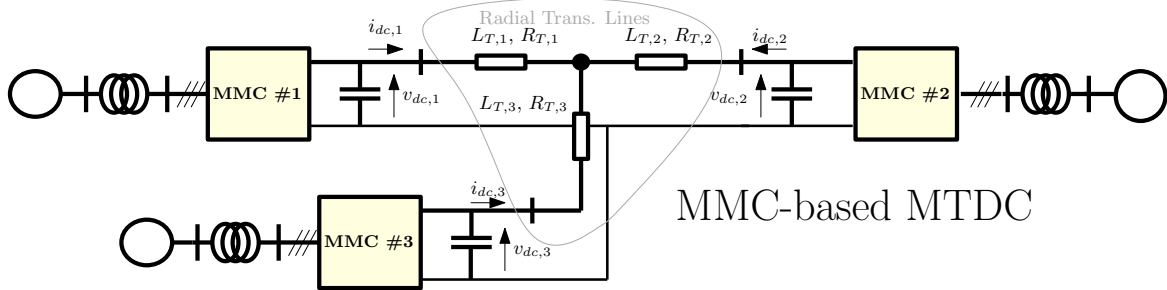 Radial Trans. Lines
i_{dc,1}
L_{T,1}, R_{T,1}
L_{T,2}, R_{T,2}
i_{dc,2}
MMC #1
v_{dc,1}
L_{T,3}, R_{T,3}
v_{dc,2}
MMC #2
i_{dc,3}
MMC-based MTDC
MMC #3
v_{dc,3}